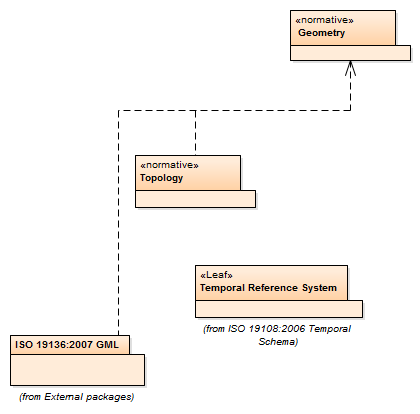 «normative»
Geometry
«normative»
Topology
«Leaf»
Temporal Reference System
(from ISO 19108:2006 Temporal
Schema)
ISO 19136:2007 GML
(from External packages)